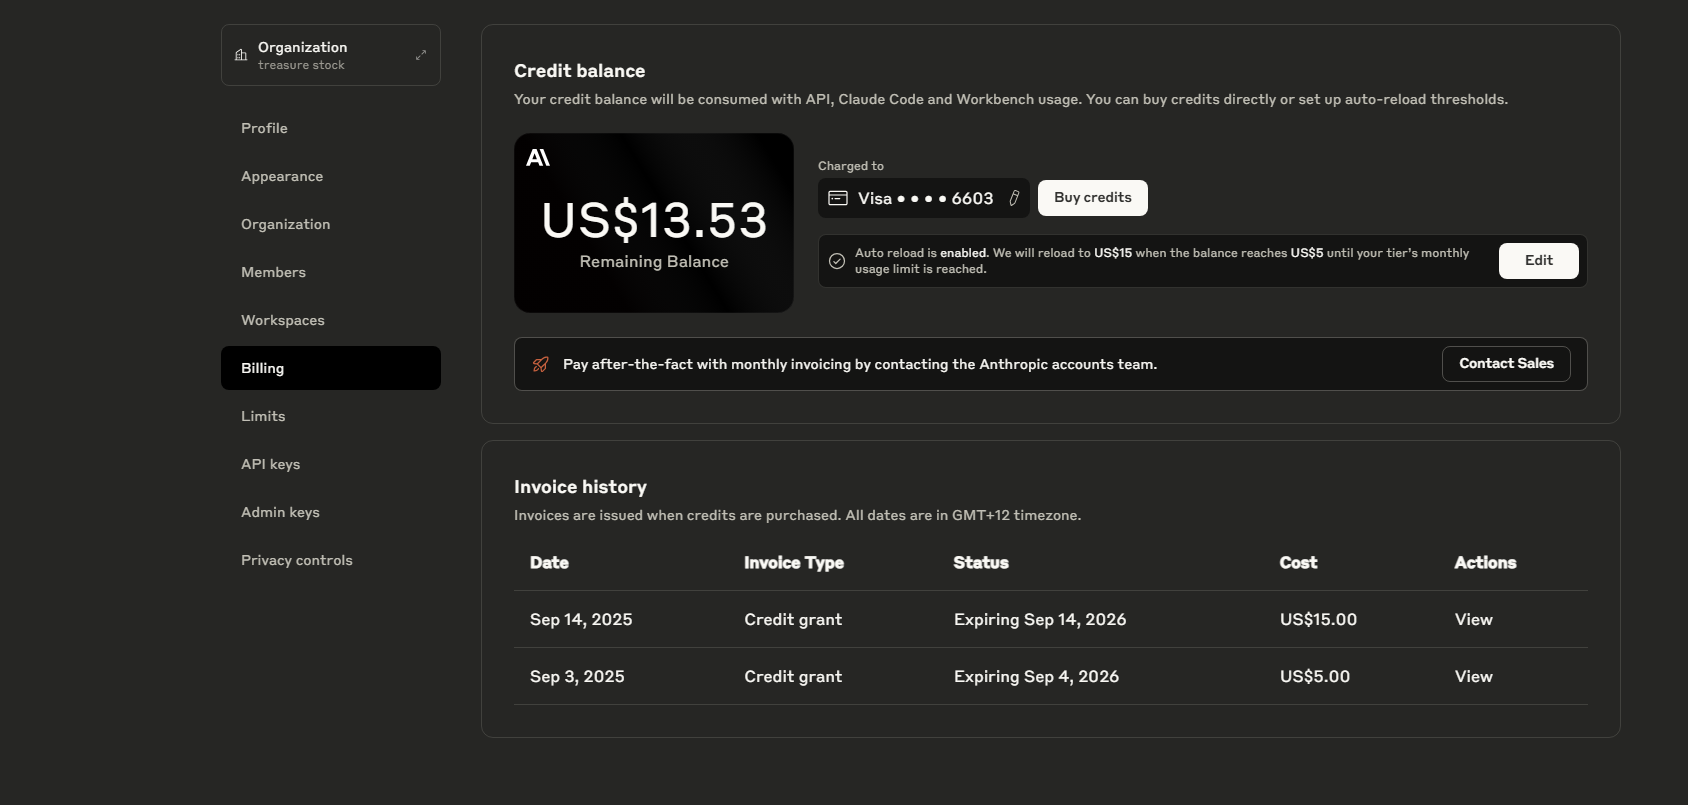 Organization
treasure stock
Profile
Appearance
Organization
Members
Workspaces
Billing
Limits
API keys
Admin keys
Privacy controls
Credit balance
Your credit balance will be consumed with API, Claude Code and Workbench usage. You can buy credits directly or set up auto-reload thresholds.
A\
US$13.53
Remaining Balance
Charged to
Visa •••• 6603
Buy credits
Auto reload is enabled. We will reload to US$15 when the balance reaches US$5 until your tier's monthly
usage limit is reached.
Edit
Pay after-the-fact with monthly invoicing by contacting the Anthropic accounts team.
Contact Sales
Invoice history
Invoices are issued when credits are purchased. All dates are in GMT+12 timezone.
Date Invoice Type Status Cost Actions
Sep 14, 2025 Credit grant Expiring Sep 14, 2026 US$15.00 View
Sep 3, 2025 Credit grant Expiring Sep 4, 2026 US$5.00 View